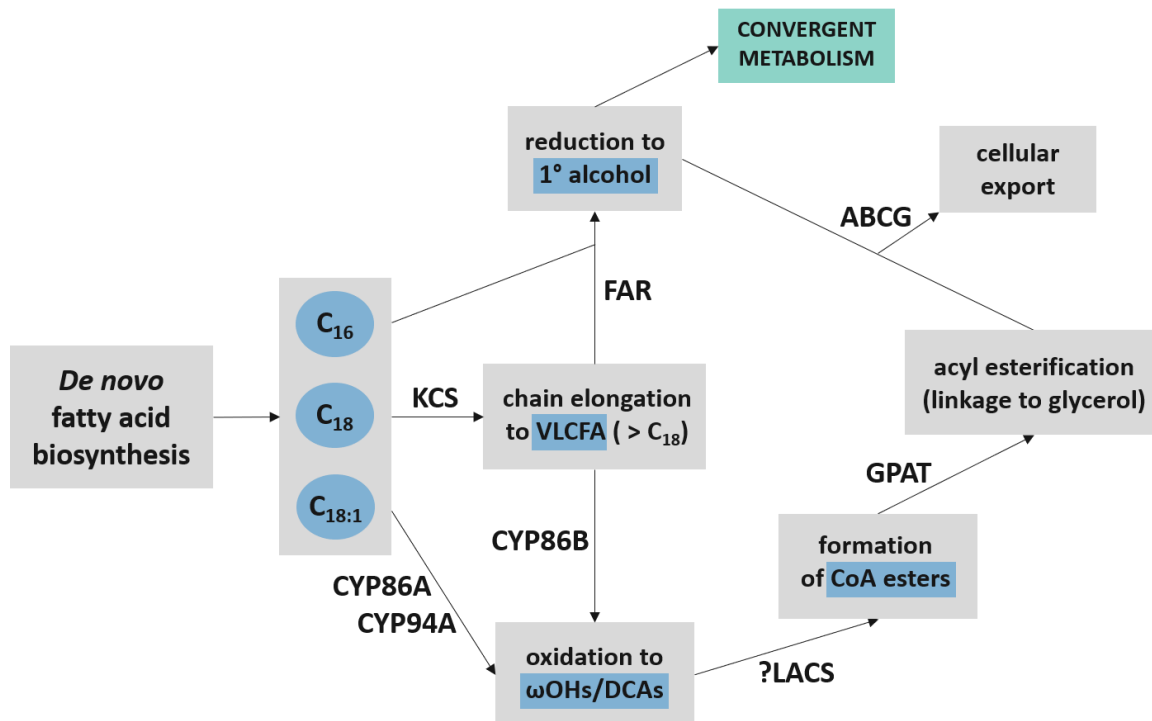 CONVERGENT
METABOLISM
reduction to
1° alcohol
cellular
export
ABCG
FAR
C16
De novo
fatty acid
biosynthesis
C18
KCS
chain elongation
to VLCFA ( > C18)
acyl esterification
(linkage to glycerol)
C18:1
GPAT
CYP86B
formation
of CoA esters
CYP86A
CYP94A
oxidation to
ωOHs/DCAs
?LACS